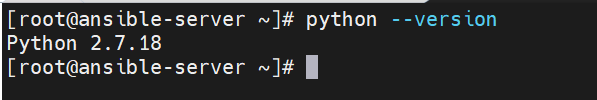 [root@ansible-server ~]# python --version
Python 2.7.18
[root@ansible-server ~]#